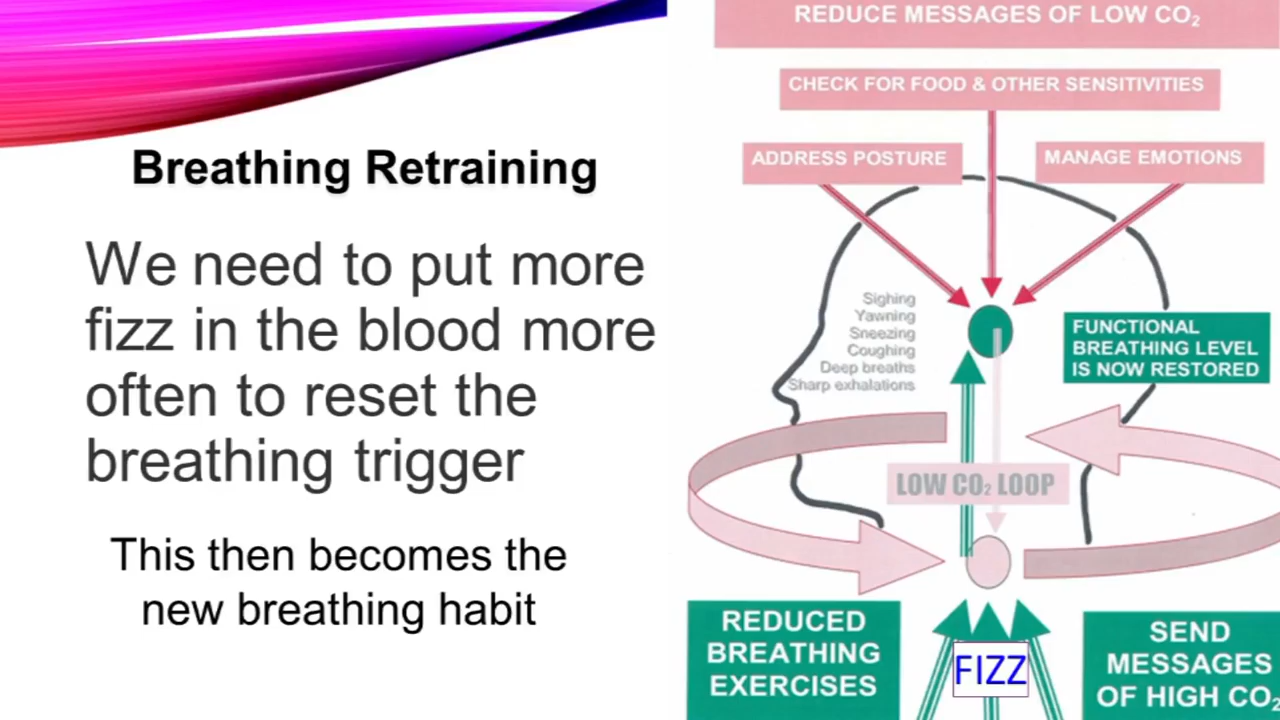 Breathing Retraining
We need to put more
fizz in the blood more
often to reset the
breathing trigger
This then becomes the
new breathing habit
REDUCE MESSAGES OF LOW CO₂
CHECK FOR FOOD & OTHER SENSITIVITIES
ADDRESS POSTURE
MANAGE EMOTIONS
Sighing
Yawning
Sneezing
Coughing
Deep breaths
Sharp exhalations
FUNCTIONAL
BREATHING LEVEL
IS NOW RESTORED
LOW CO₂ LOOP
REDUCED
BREATHING
EXERCISES
FIZZ
SEND
MESSAGES
OF HIGH CO₂